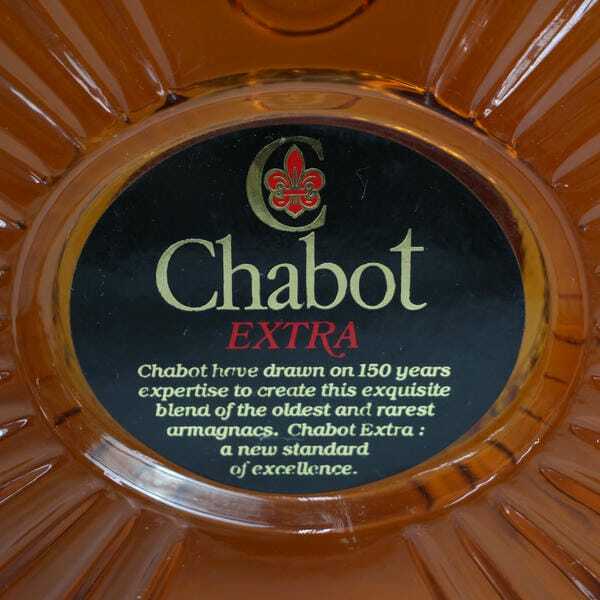 C
Chabot
EXTRA
Chabot have drawn on 150 years
expertise to create this exquisite
blend of the oldest and rarest
armagnacs. Chabot Extra :
a new standard
of excellence.